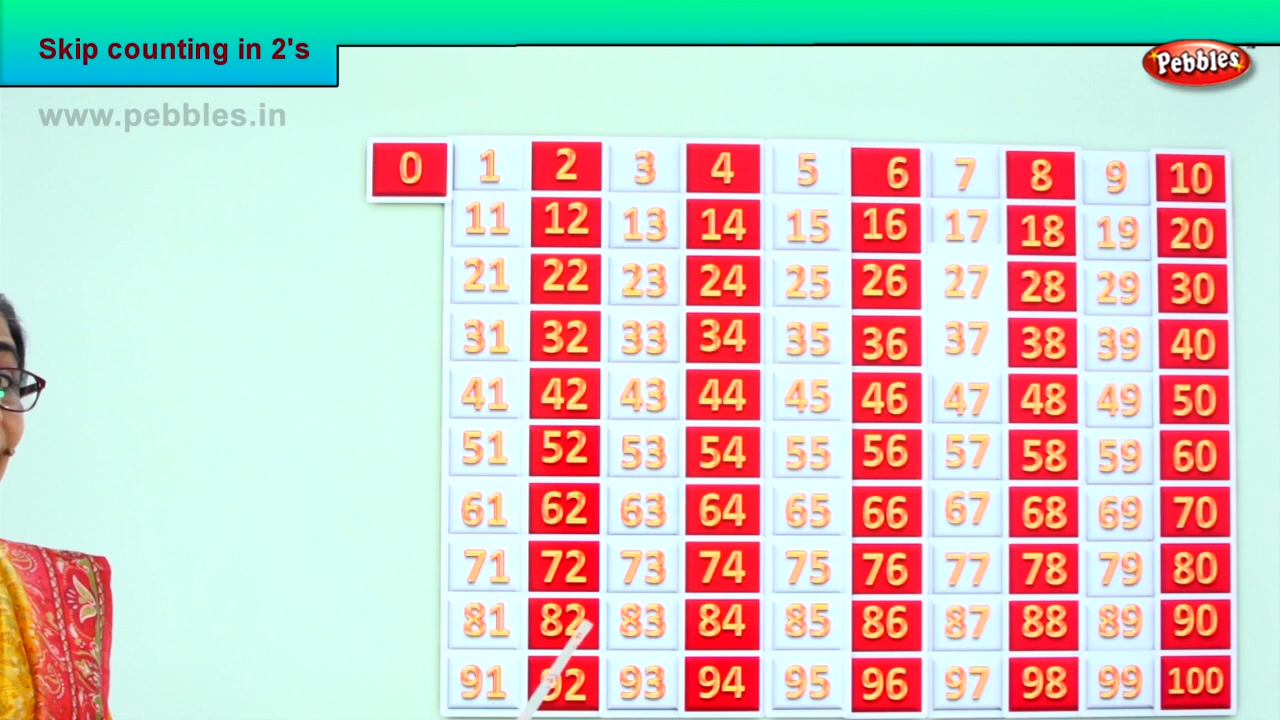 Skip counting in 2's
Pebbles
www.pebbles.in
0 1 2 3 4 5 6 7 8 9 10
11 12 13 14 15 16 17 18 19 20
21 22 23 24 25 26 27 28 29 30
31 32 33 34 35 36 37 38 39 40
41 42 43 44 45 46 47 48 49 50
51 52 53 54 55 56 57 58 59 60
61 62 63 64 65 66 67 68 69 70
71 72 73 74 75 76 77 78 79 80
81 82 83 84 85 86 87 88 89 90
91 92 93 94 95 96 97 98 99 100